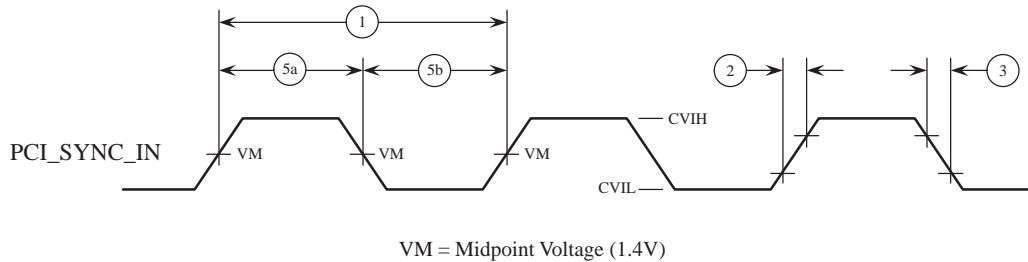 1
5a
5b
2
3
CVIH
PCI_SYNC_IN
VM
VM
VM
CVIL
VM = Midpoint Voltage (1.4V)